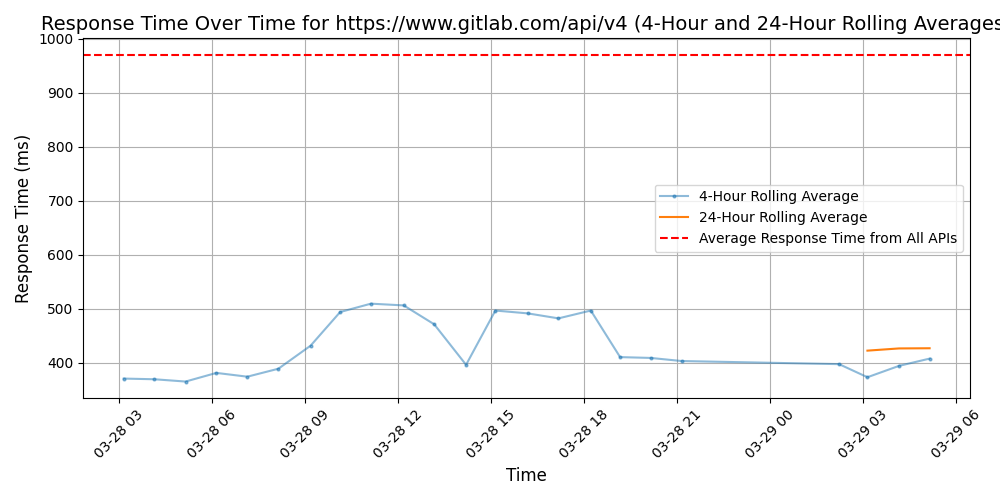 Response Time Over Time for https://www.gitlab.com/api/v4 (4-Hour and 24-Hour Rolling Averages
1000
900
800
700
600
500
400
Response Time (ms)
4-Hour Rolling Average
24-Hour Rolling Average
Average Response Time from All APIs
03-28 03
03-28 06
03-28 09
03-28 12
03-28 15
03-28 18
03-28 21
03-29 00
03-29 03
03-29 06
Time